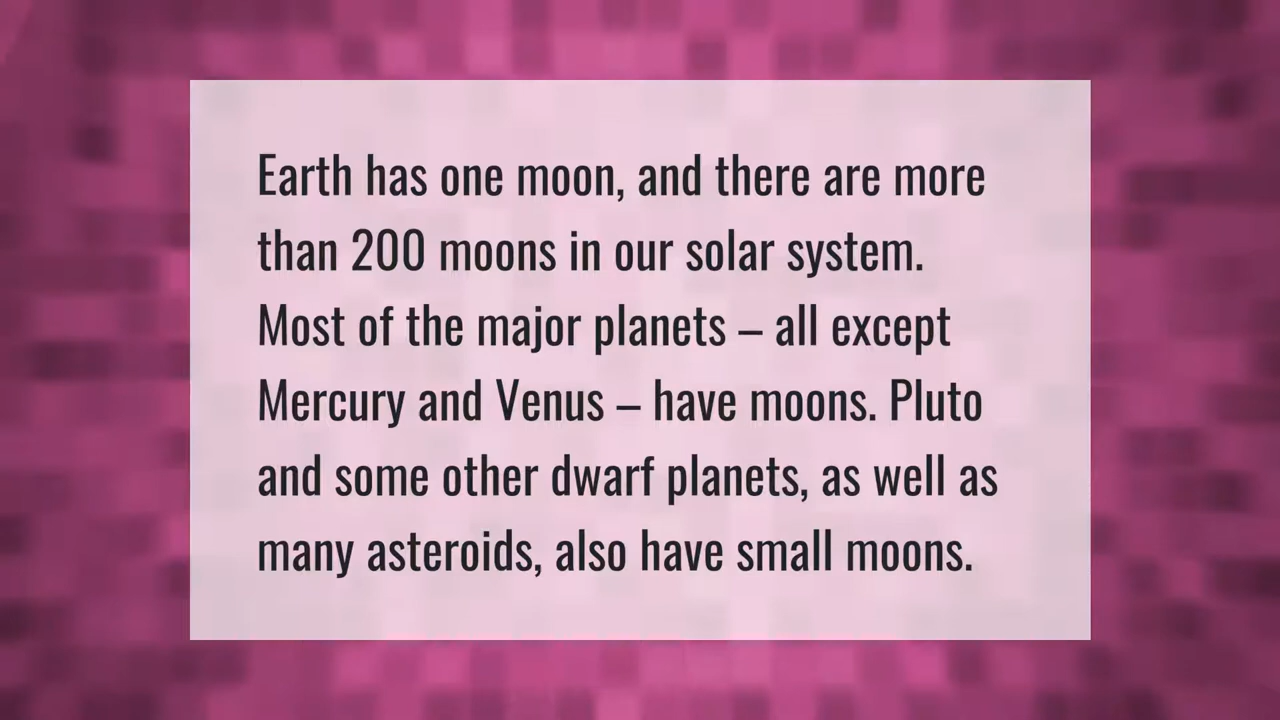 Earth has one moon, and there are more
than 200 moons in our solar system.
Most of the major planets – all except
Mercury and Venus – have moons. Pluto
and some other dwarf planets, as well as
many asteroids, also have small moons.